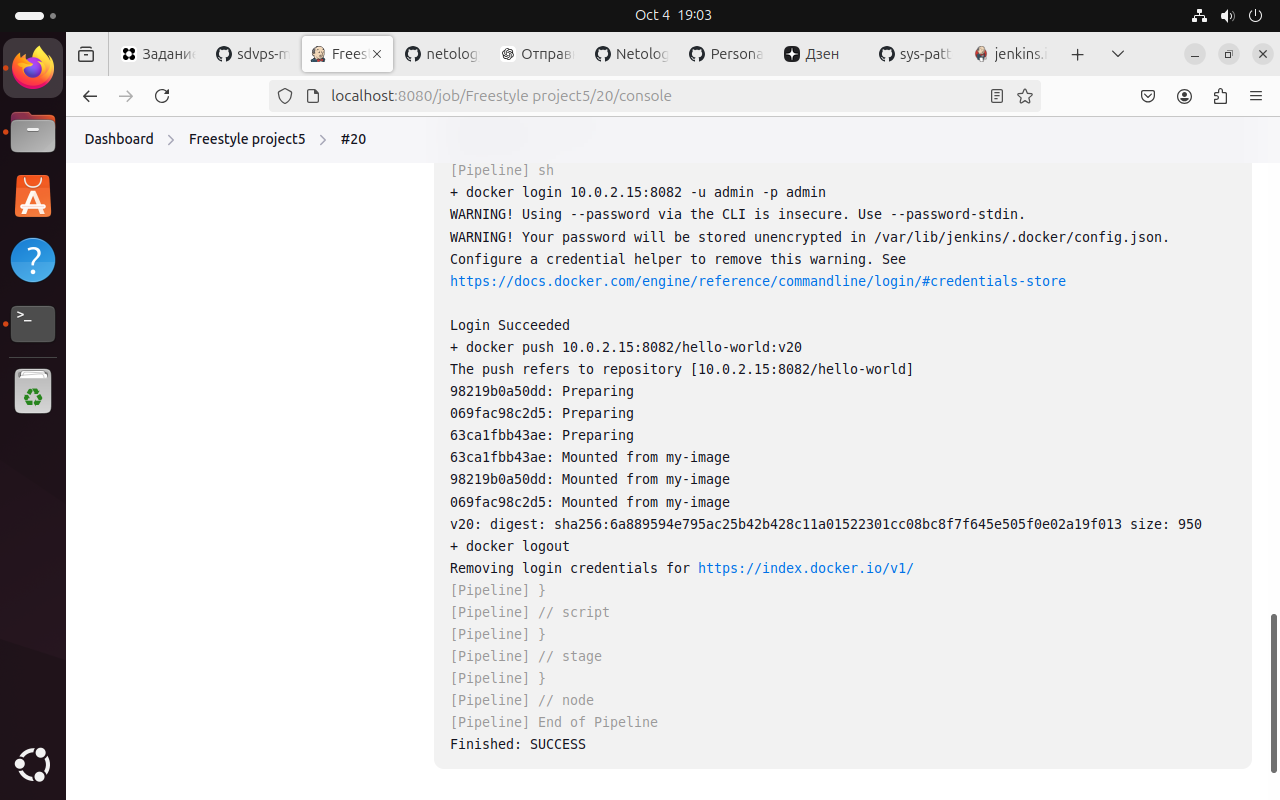 Oct 4 19:03
Задание
sdvps-m
Frees
netolog
Отправ
Netolog
Persona
Дзен
sys-patt
jenkins.i
localhost:8080/job/Freestyle project5/20/console
Dashboard
Freestyle project5
#20
[Pipeline] sh
+ docker login 10.0.2.15:8082 -u admin -p admin
WARNING! Using --password via the CLI is insecure. Use --password-stdin.
WARNING! Your password will be stored unencrypted in /var/lib/jenkins/.docker/config.json.
Configure a credential helper to remove this warning. See
https://docs.docker.com/engine/reference/commandline/login/#credentials-store
Login Succeeded
+ docker push 10.0.2.15:8082/hello-world:v20
The push refers to repository [10.0.2.15:8082/hello-world]
98219b0a50dd: Preparing
069fac98c2d5: Preparing
63ca1fbb43ae: Preparing
63ca1fbb43ae: Mounted from my-image
98219b0a50dd: Mounted from my-image
069fac98c2d5: Mounted from my-image
v20: digest: sha256:6a889594e795ac25b42b428c11a01522301cc08bc8f7f645e505f0e02a19f013 size: 950
+ docker logout
Removing login credentials for https://index.docker.io/v1/
[Pipeline] }
[Pipeline] // script
[Pipeline] }
[Pipeline] // stage
[Pipeline] }
[Pipeline] // node
[Pipeline] End of Pipeline
Finished: SUCCESS